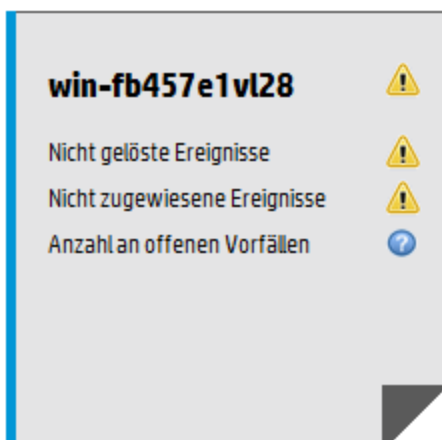 win-fb457e1vl28
Nicht gelöste Ereignisse
Nicht zugewiesene Ereignisse
Anzahl an offenen Vorfällen